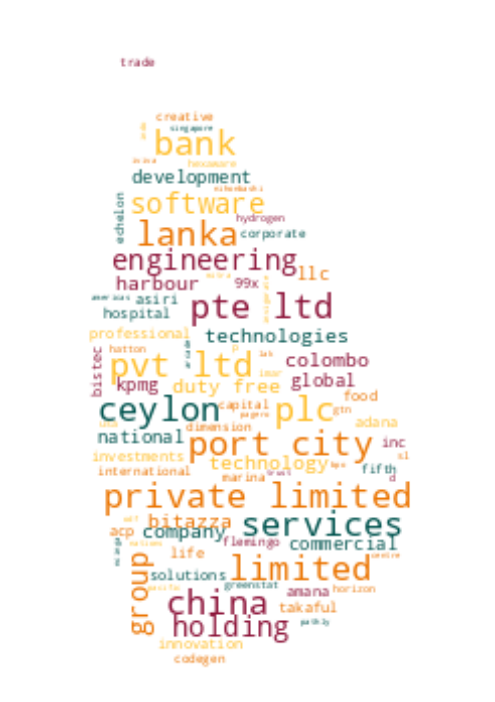 trade
creative
singapore
bank
hexaware
development
nihonbashi
software
echelon
hydrogen
lanka corporate
engineering
llc
harbour 99x
american asiri
pte ltd
hospital
professional technologies
hatton
pvt ltd colombo
bistec
kpmg duty free global
food
ceylon capital plc gtn
dimension adana
national port city inc
investments technology fifth
international marina
private limited
bitazza services
acp company
flemingo commercial
life
group solutions limited
greenstat
amana horizon
china takaful
holding pathly
innovation
codegen